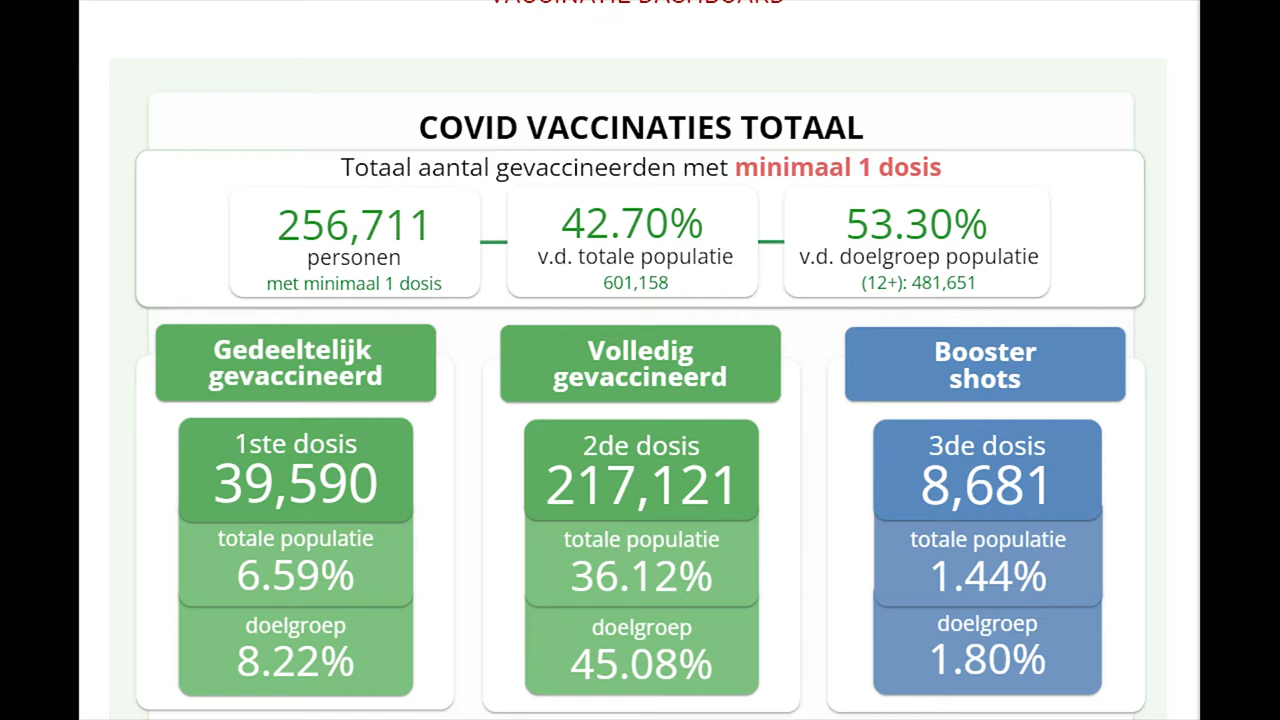 VACCINATIE DASHBOARD
COVID VACCINATIES TOTAAL
Totaal aantal gevaccineerden met minimaal 1 dosis
256,711
personen
met minimaal 1 dosis
42.70%
v.d. totale populatie
601,158
53.30%
v.d. doelgroep populatie
(12+): 481,651
Gedeeltelijk
gevaccineerd
1ste dosis
39,590
totale populatie
6.59%
doelgroep
8.22%
Volledig
gevaccineerd
2de dosis
217,121
totale populatie
36.12%
doelgroep
45.08%
Booster
shots
3de dosis
8,681
totale populatie
1.44%
doelgroep
1.80%